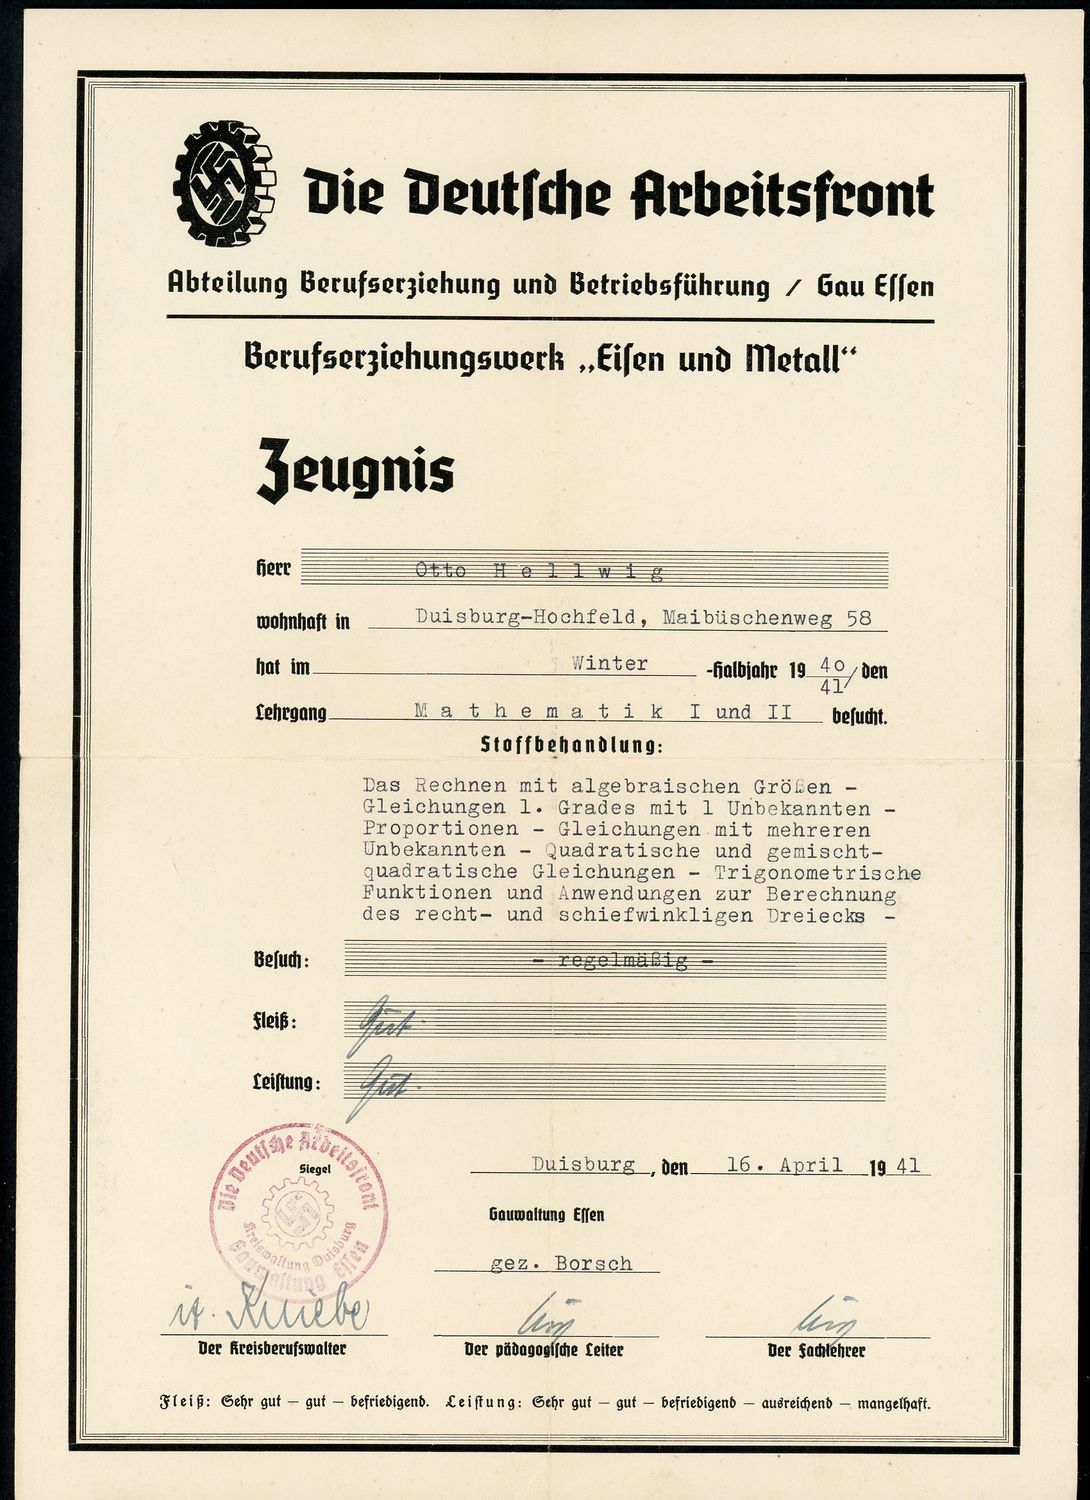 Die Deutsche Arbeitsfront
Abteilung Berufserziehung und Betriebsführung / Gau Essen
Berufserziehungswerk „Eisen und Metall“
Zeugnis
Herr Otto Hellwig
wohnhaft in Duisburg-Hochfeld, Maibüschenweg 58
hat im Winter -Halbjahr 19 40/41 den
Lehrgang Mathematik I und II besucht.
Stoffbehandlung:
Das Rechnen mit algebraischen Größen -
Gleichungen 1. Grades mit 1 Unbekannten -
Proportionen - Gleichungen mit mehreren
Unbekannten - Quadratische und gemischt-
quadratische Gleichungen - Trigonometrische
Funktionen und Anwendungen zur Berechnung
des recht- und schiefwinkligen Dreiecks -
Besuch: - regelmäßig -
Fleiß: Gut.
Leistung: Gut.
Die Deutsche Arbeitsfront
Siegel
Kreiswaltung Duisburg
Gauwaltung Essen
Duisburg, den 16. April 1941
Gauwaltung Essen
gez. Borsch
Kniebe
Der Kreisberufswalter Der pädagogische Leiter Der Fachlehrer
Fleiß: Sehr gut — gut — befriedigend. Leistung: Sehr gut — gut — befriedigend — ausreichend — mangelhaft.